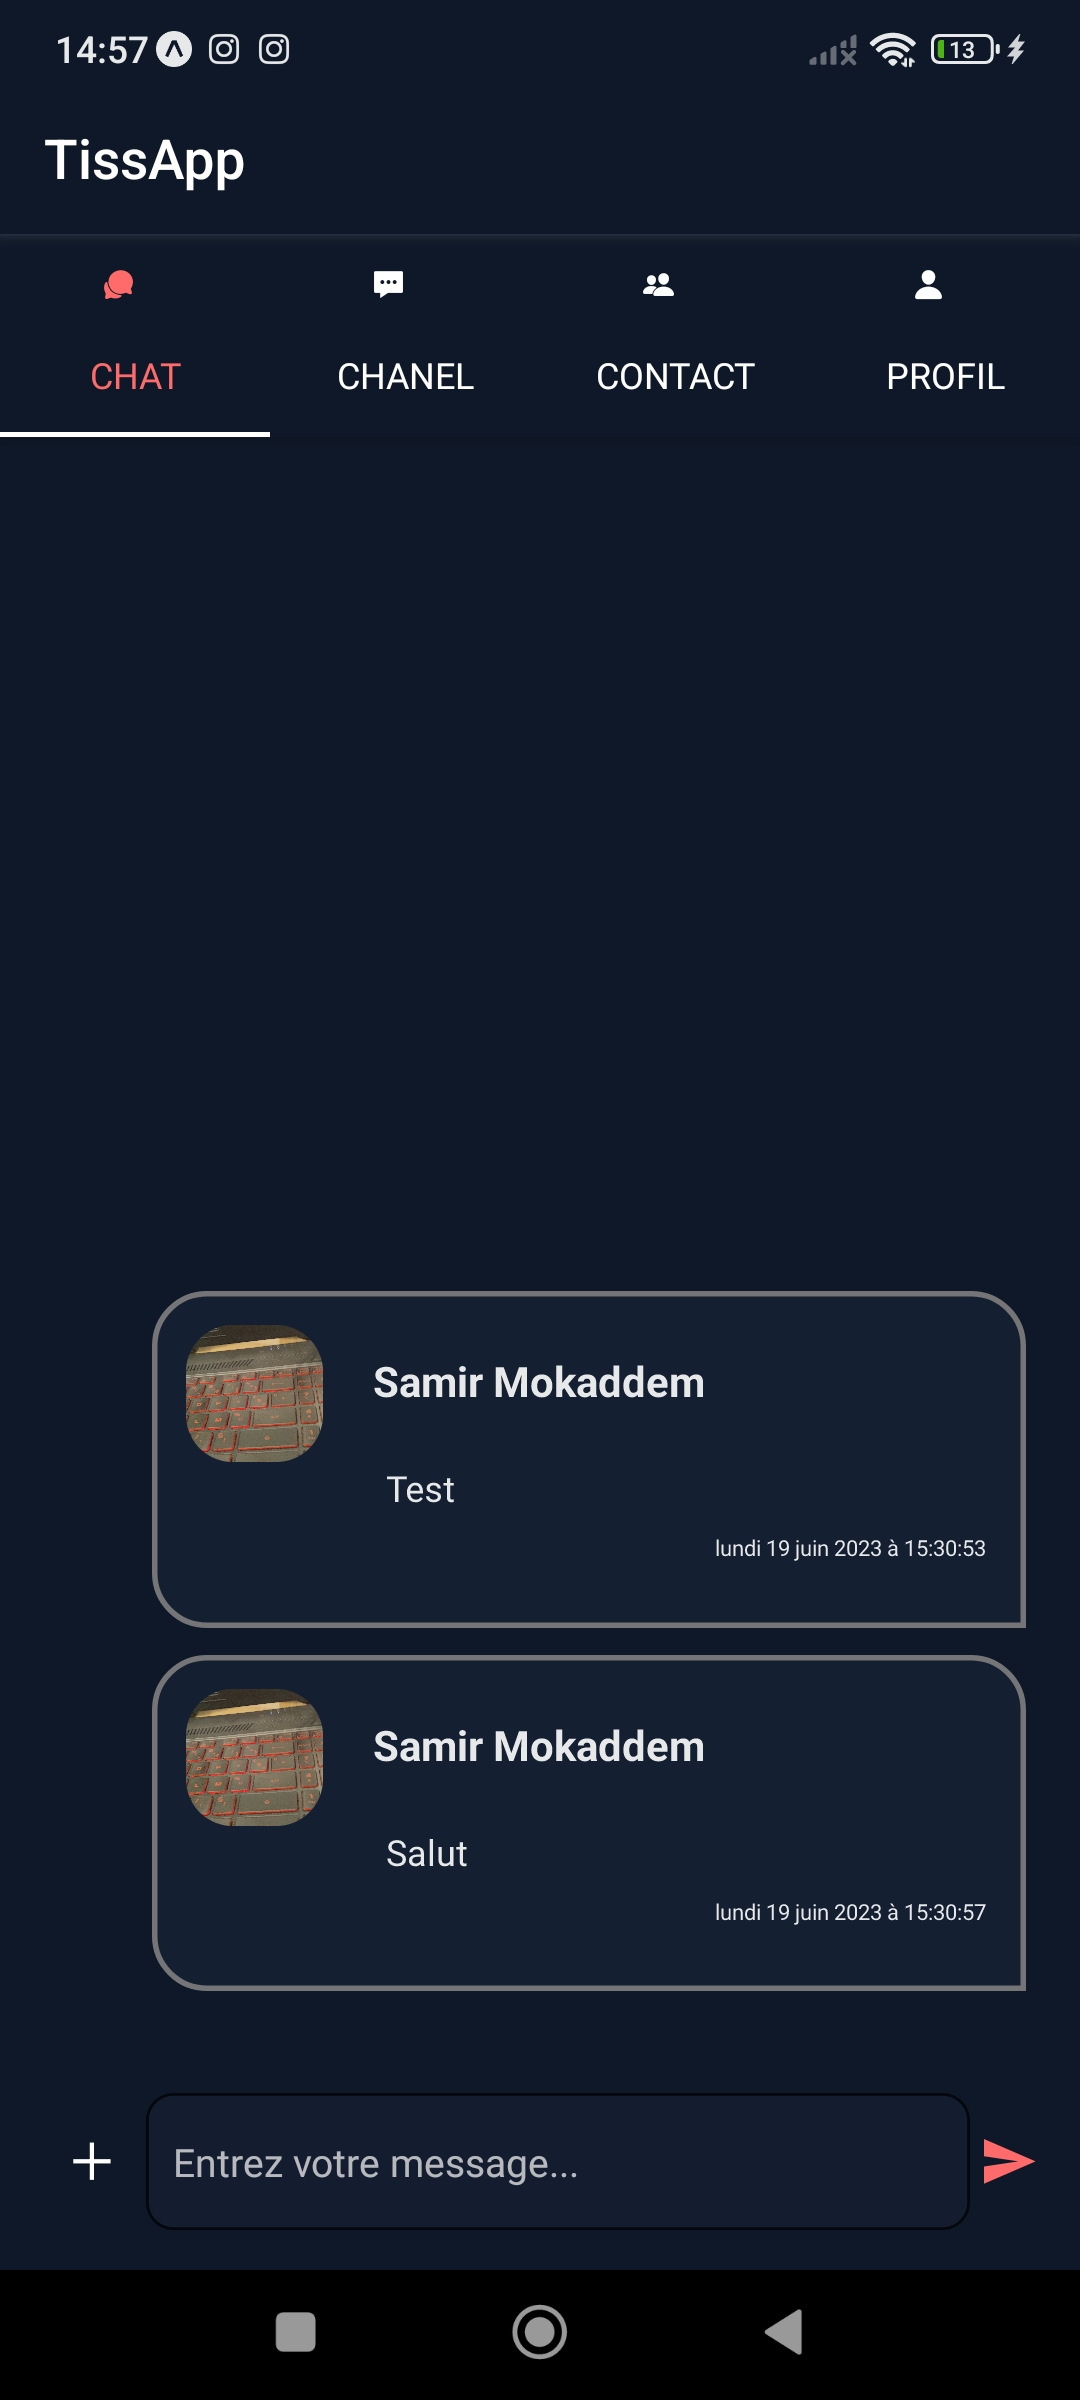 14:57
13
TissApp
CHAT
CHANEL
CONTACT
PROFIL
Samir Mokaddem
Test
lundi 19 juin 2023 à 15:30:53
Samir Mokaddem
Salut
lundi 19 juin 2023 à 15:30:57
Entrez votre message...